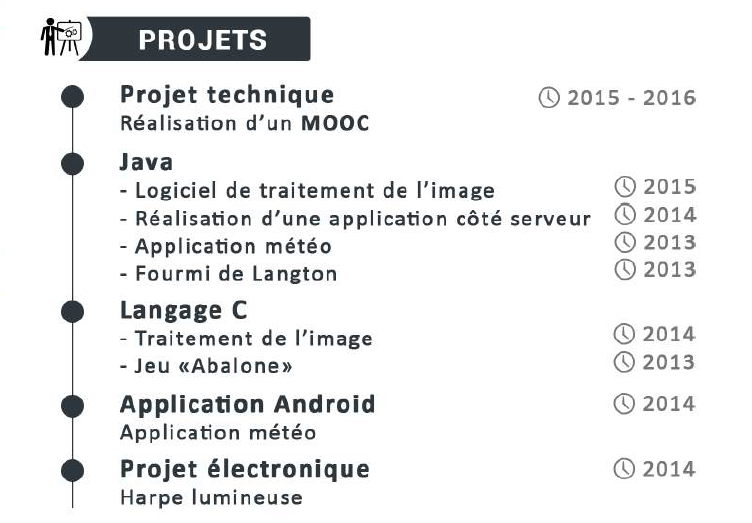 PROJETS
Projet technique 2015 - 2016
Réalisation d’un MOOC
Java
- Logiciel de traitement de l’image 2015
- Réalisation d’une application côté serveur 2014
- Application météo 2013
- Fourmi de Langton 2013
Langage C
- Traitement de l’image 2014
- Jeu «Abalone» 2013
Application Android 2014
Application météo
Projet électronique 2014
Harpe lumineuse